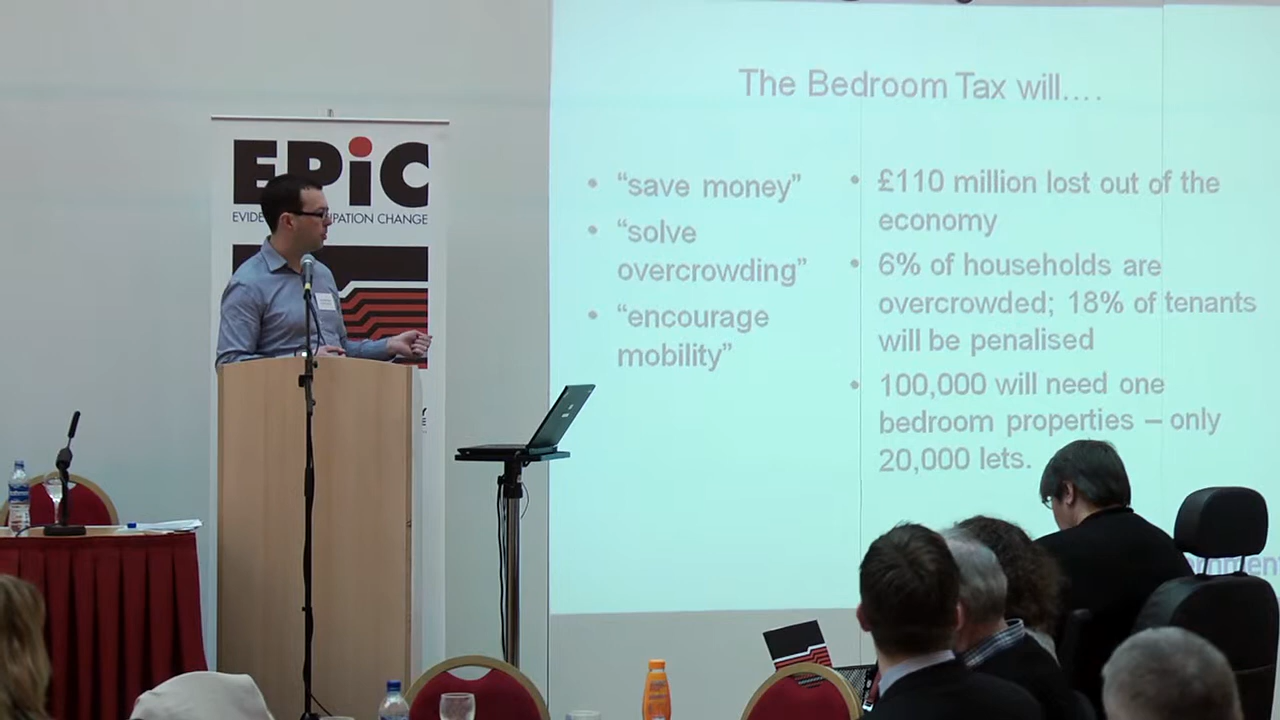 The Bedroom Tax will….
• “save money”
• “solve
overcrowding”
• “encourage
mobility”
• £110 million lost out of the
economy
• 6% of households are
overcrowded; 18% of tenants
will be penalised
• 100,000 will need one
bedroom properties – only
20,000 lets.
EPiC
CHANGE